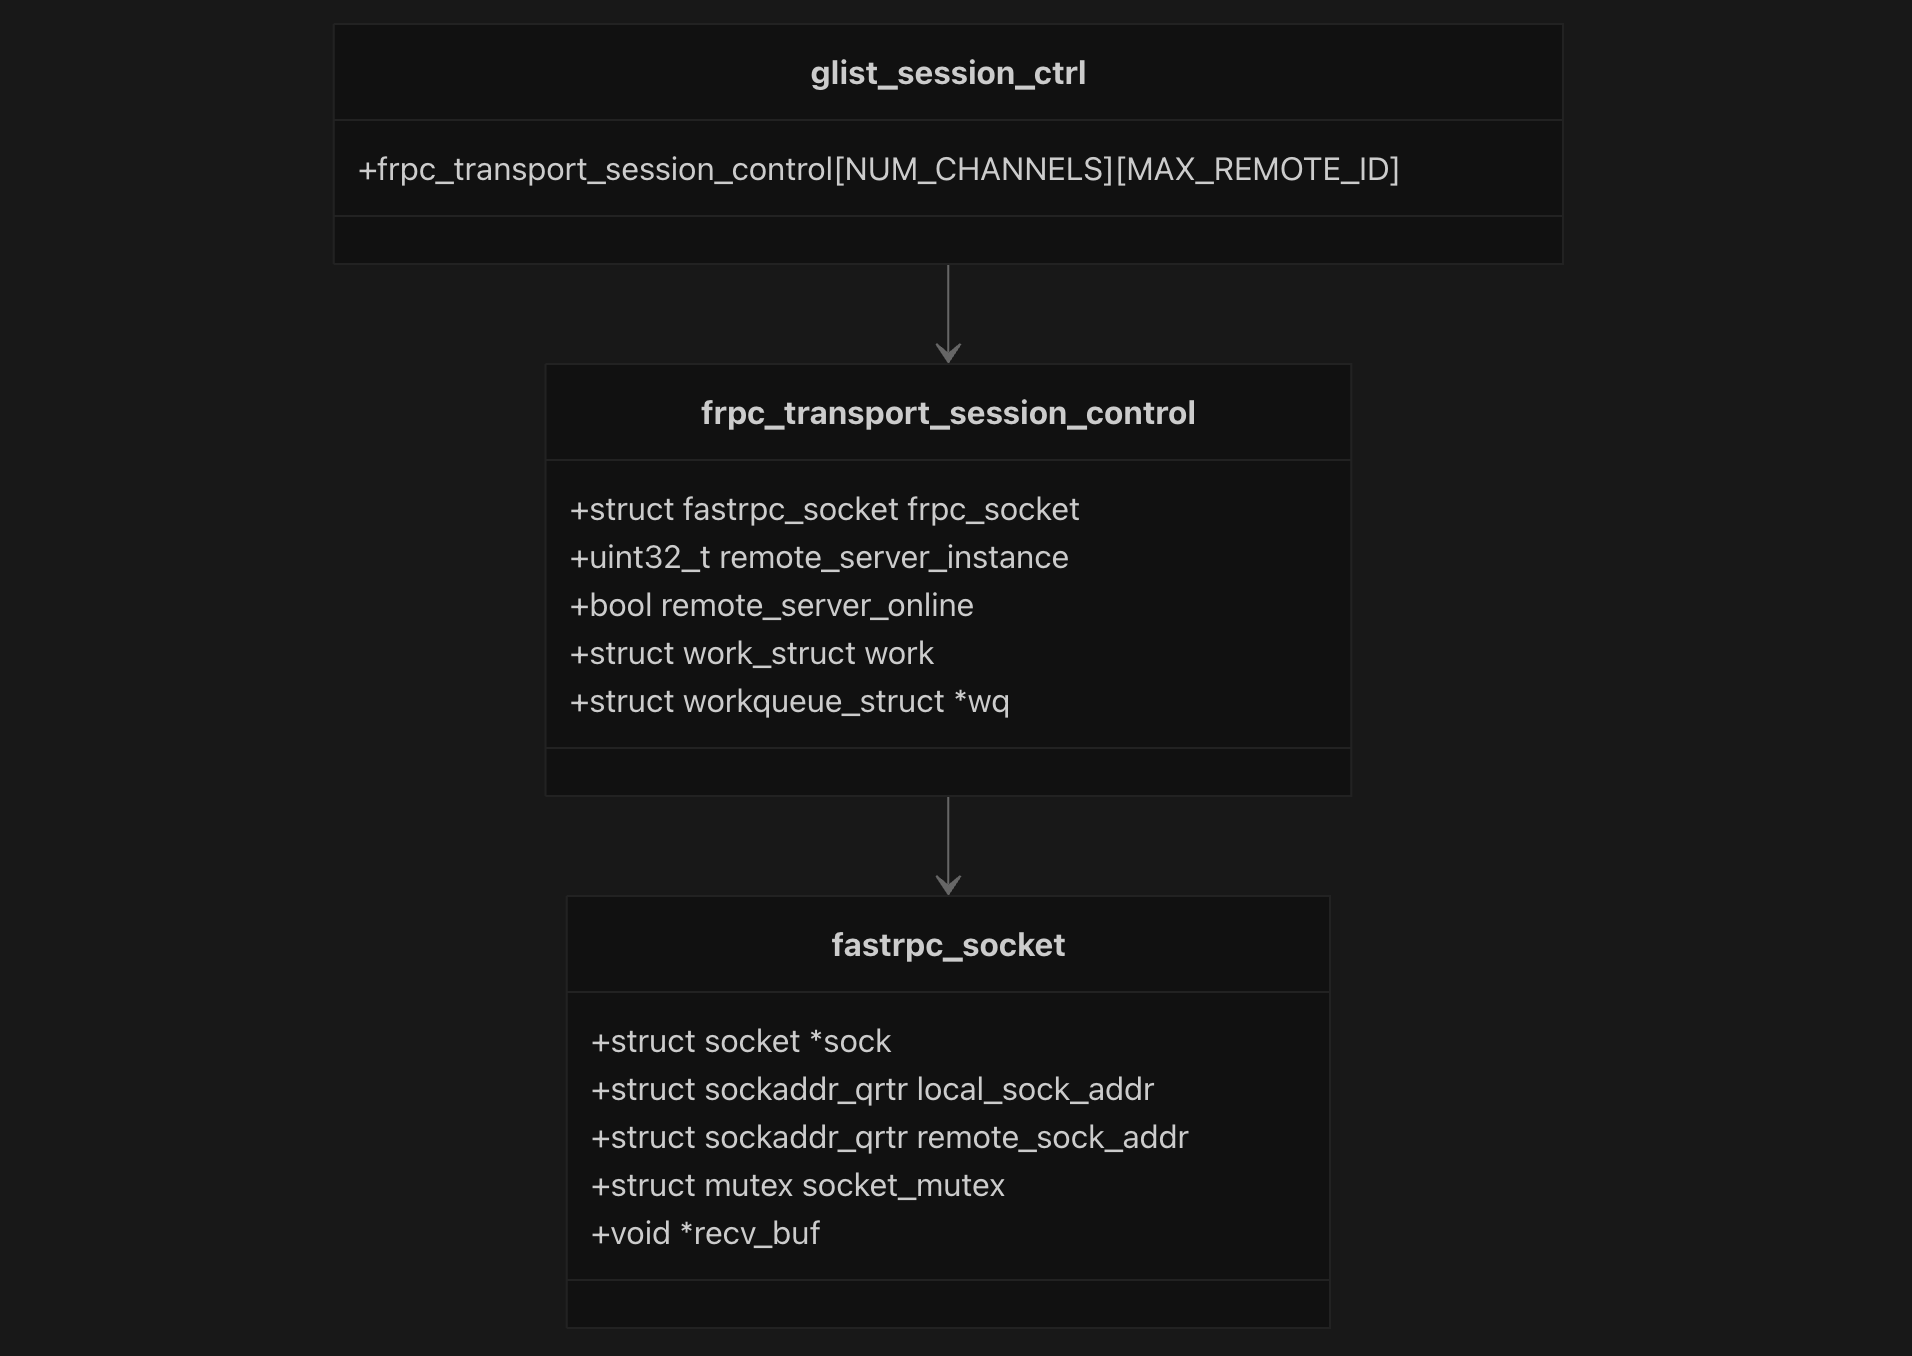 glist_session_ctrl
+frpc_transport_session_control[NUM_CHANNELS][MAX_REMOTE_ID]
frpc_transport_session_control
+struct fastrpc_socket frpc_socket
+uint32_t remote_server_instance
+bool remote_server_online
+struct work_struct work
+struct workqueue_struct *wq
fastrpc_socket
+struct socket *sock
+struct sockaddr_qrtr local_sock_addr
+struct sockaddr_qrtr remote_sock_addr
+struct mutex socket_mutex
+void *recv_buf